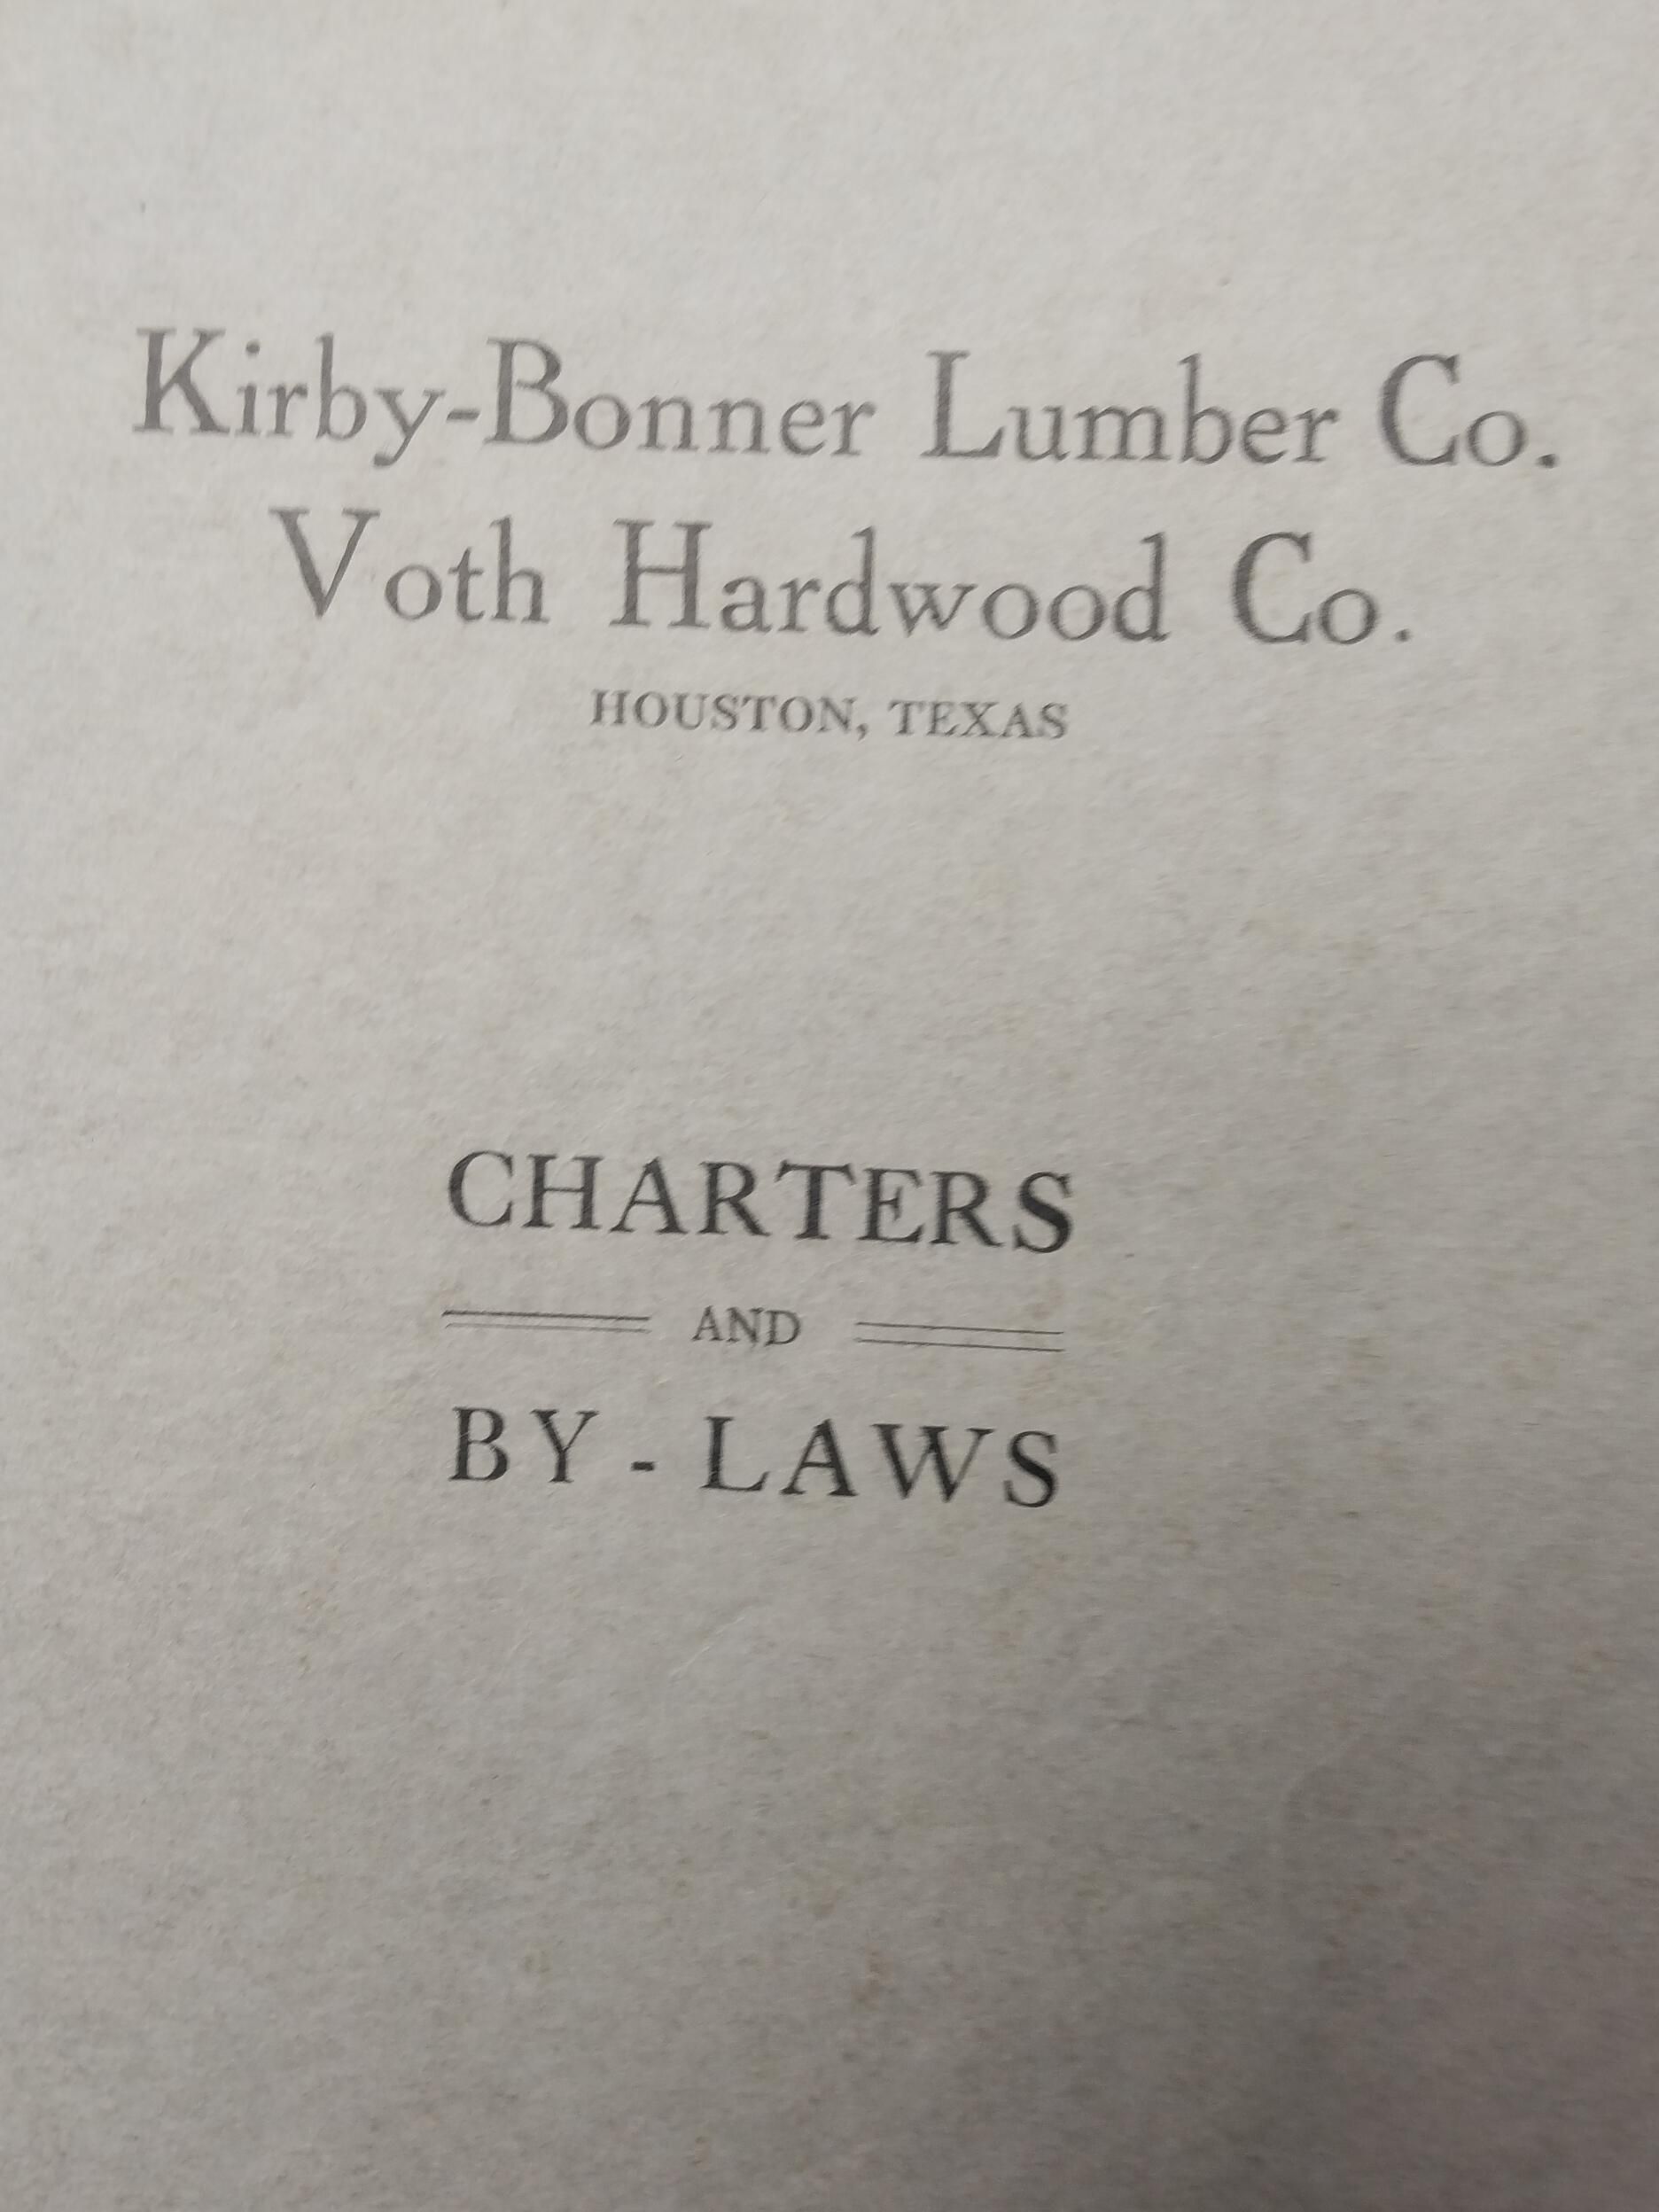 Kirby-Bonner Lumber Co.
Voth Hardwood Co.
HOUSTON, TEXAS
CHARTERS
AND
BY - LAWS